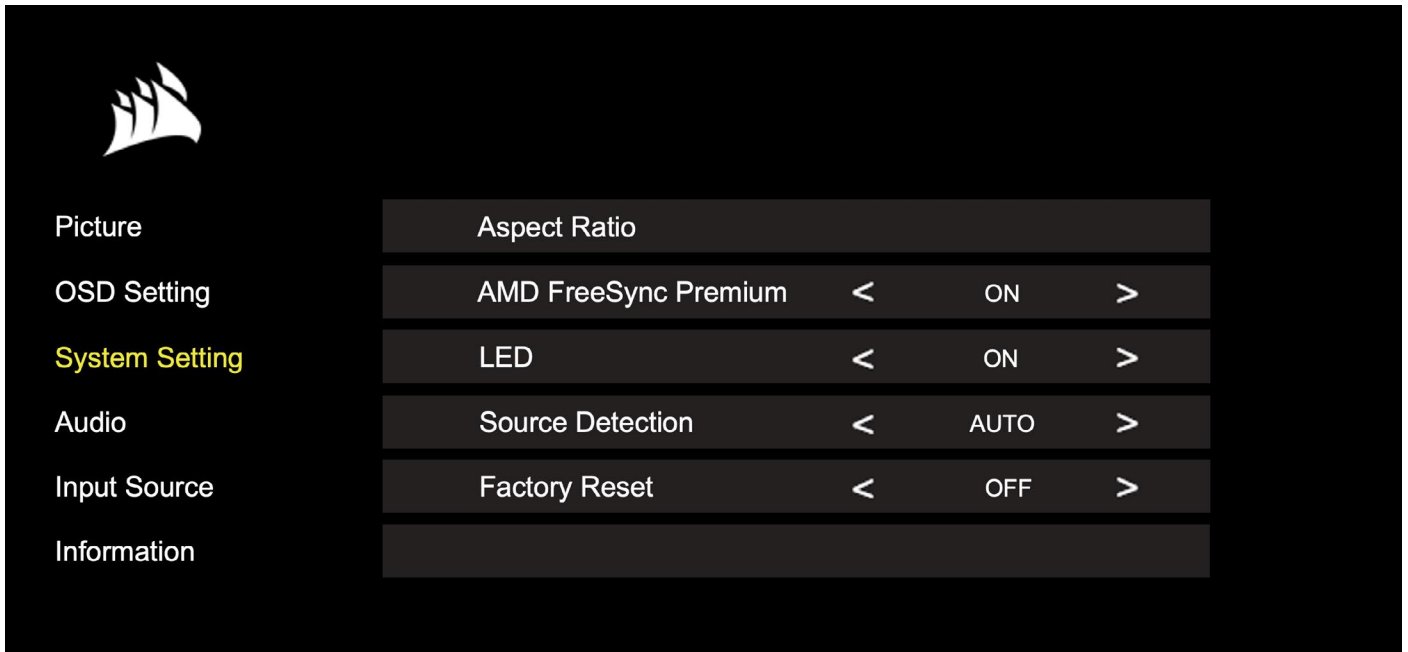 Picture
Aspect Ratio
OSD Setting
AMD FreeSync Premium < ON >
System Setting
LED < ON >
Audio
Source Detection < AUTO >
Input Source
Factory Reset < OFF >
Information